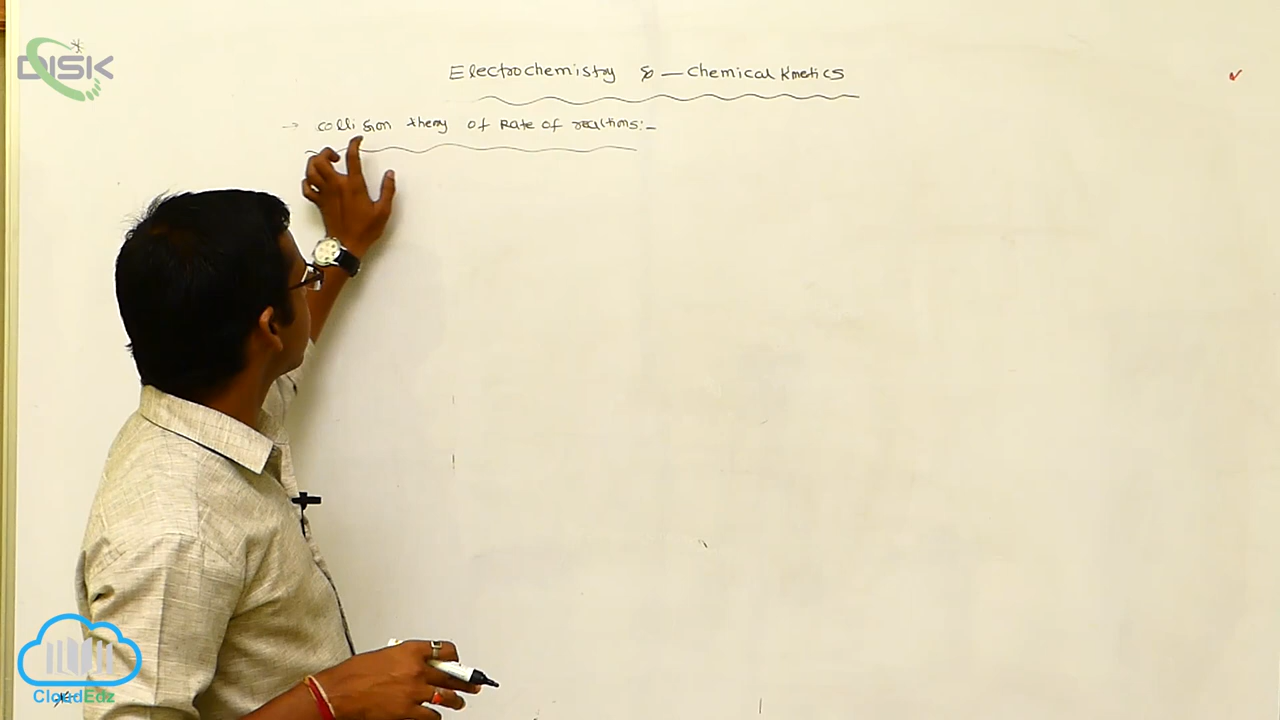 DISK
Electrochemistry & - Chemical Kinetics
→ collision theory of Rate of reactions:-
CloudEdz